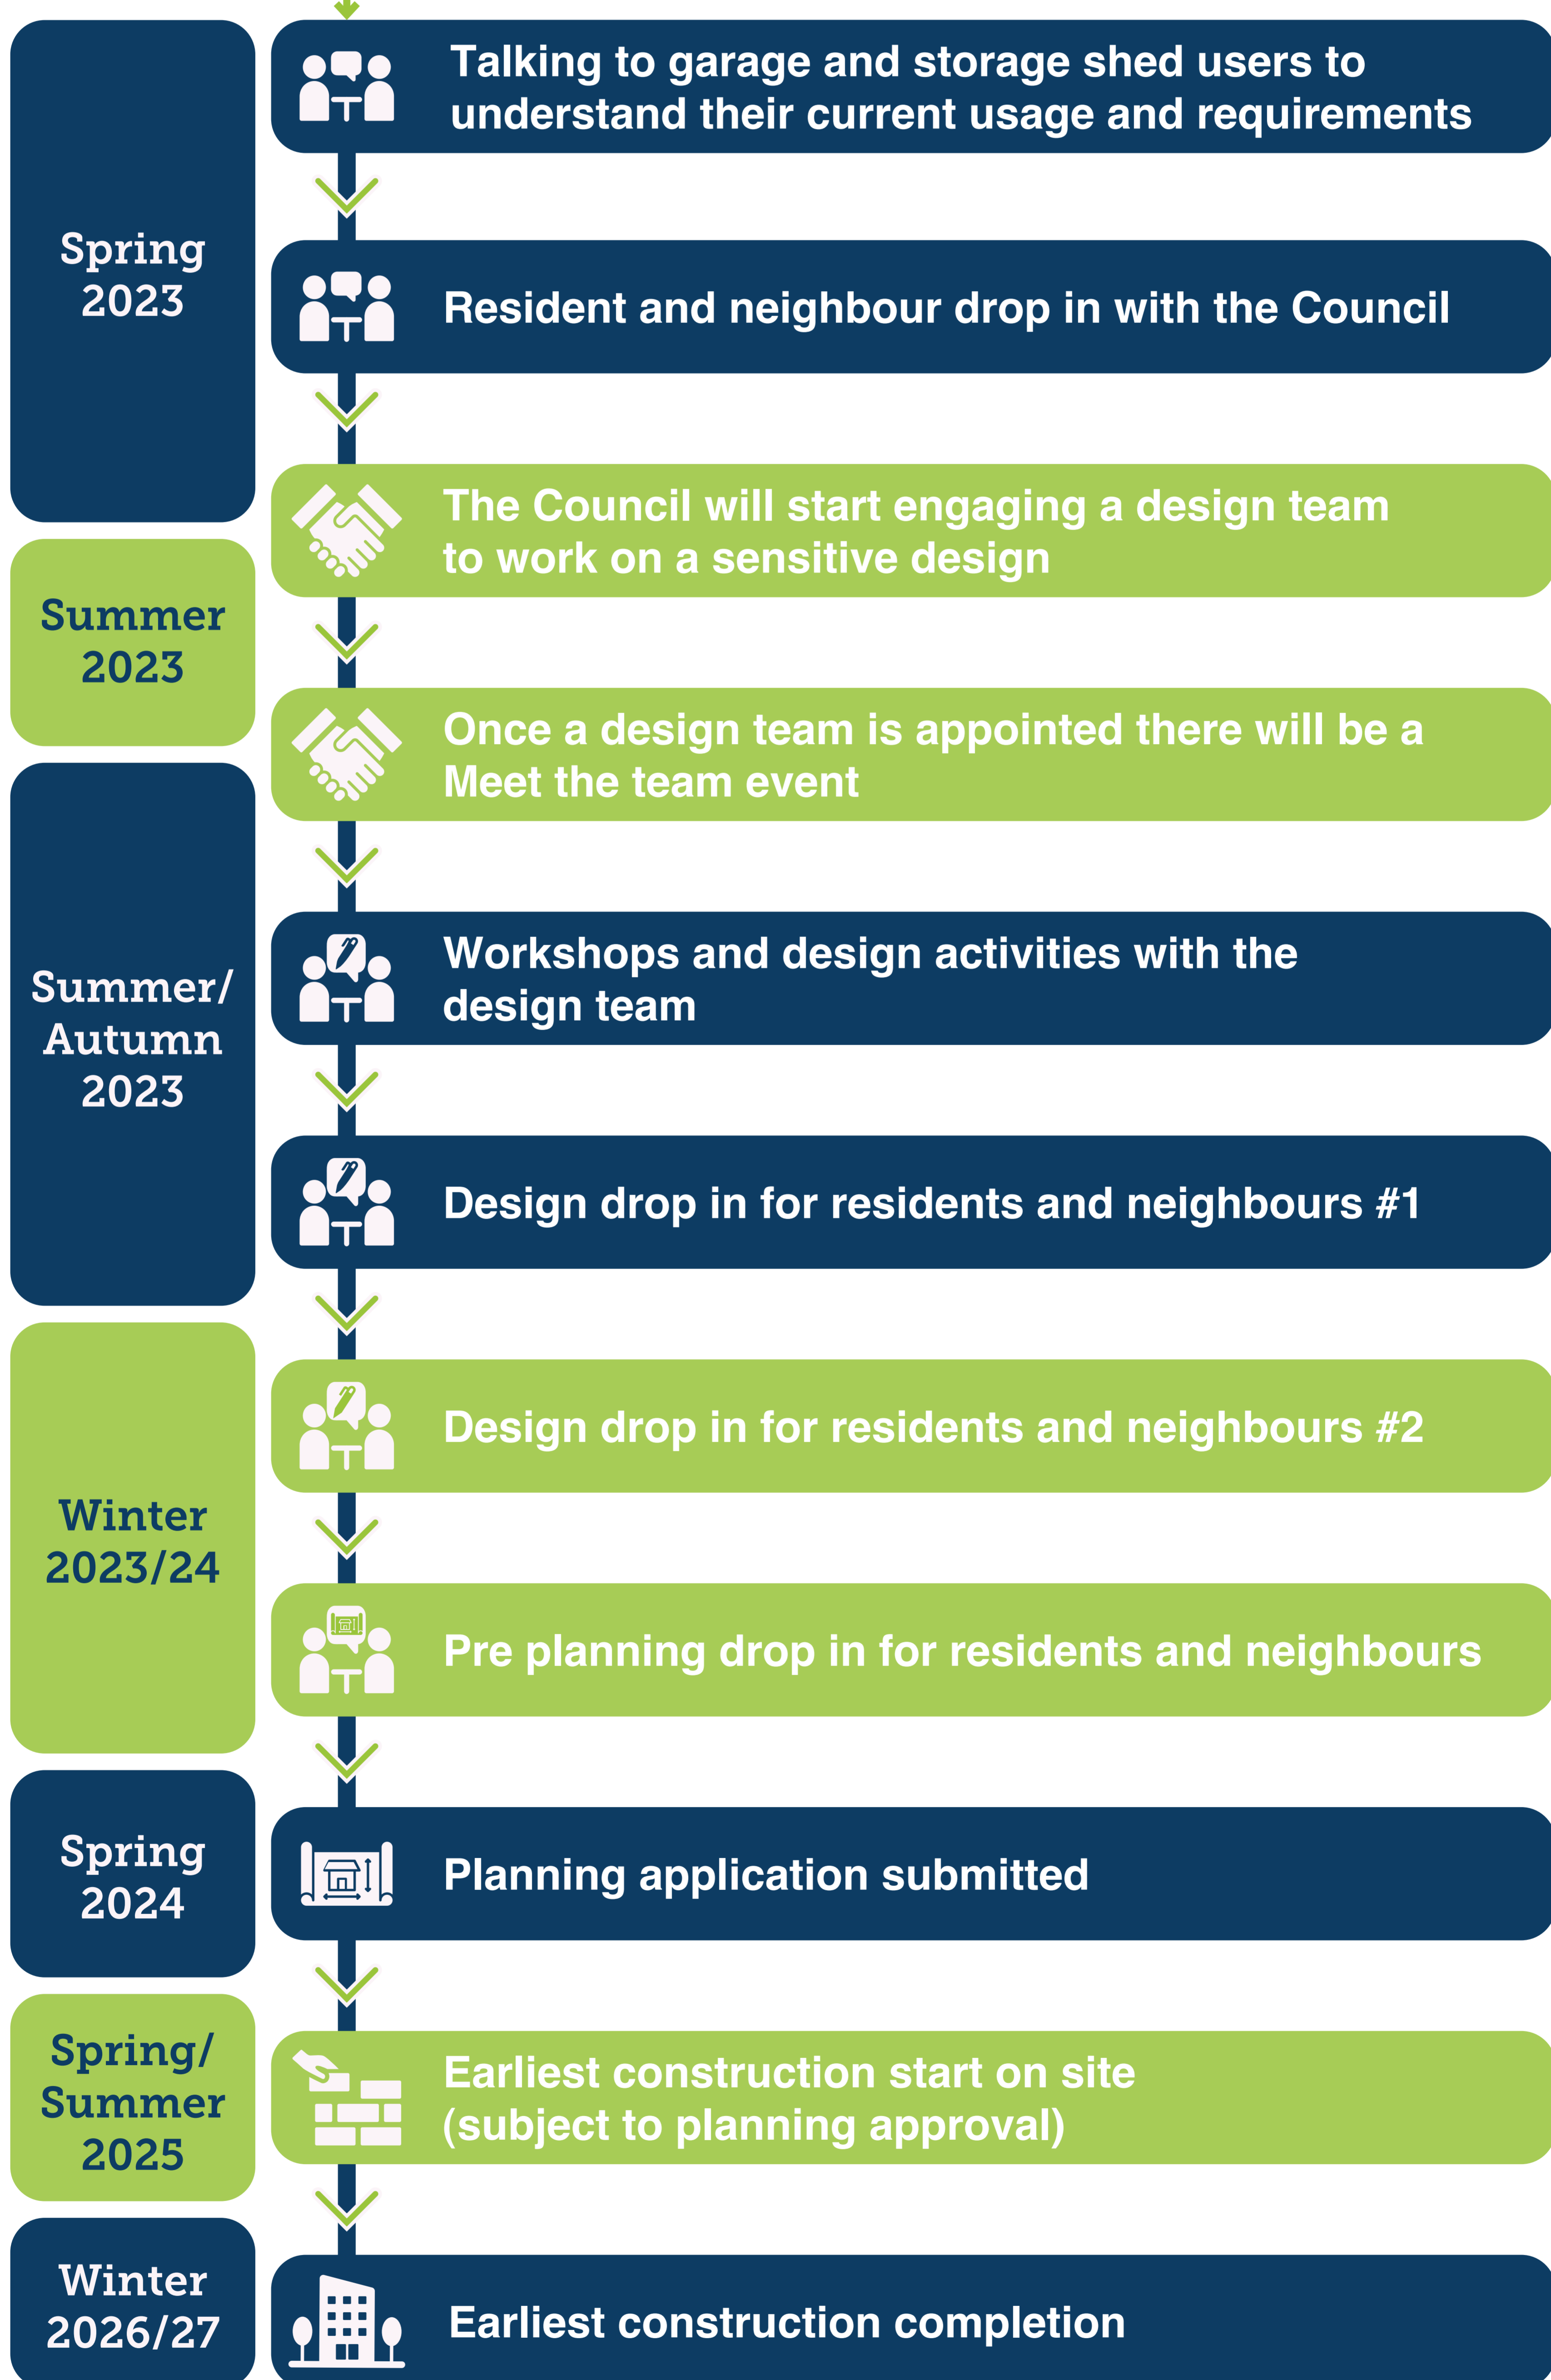 Spring
2023
Talking to garage and storage shed users to
understand their current usage and requirements
Resident and neighbour drop in with the Council
Summer
2023
The Council will start engaging a design team
to work on a sensitive design
Once a design team is appointed there will be a
Meet the team event
Summer/
Autumn
2023
Workshops and design activities with the
design team
Design drop in for residents and neighbours #1
Winter
2023/24
Design drop in for residents and neighbours #2
Pre planning drop in for residents and neighbours
Spring
2024
Planning application submitted
Spring/
Summer
2025
Earliest construction start on site
(subject to planning approval)
Winter
2026/27
Earliest construction completion